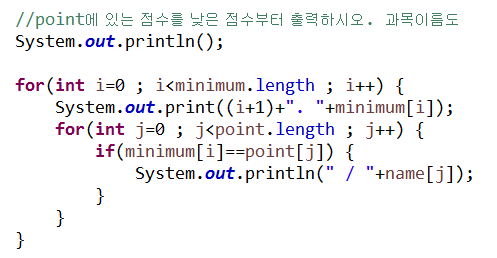 //point에 있는 점수를 낮은 점수부터 출력하시오. 과목이름도
System.out.println();
for(int i=0 ; i<minimum.length ; i++) {
System.out.print((i+1)+". "+minimum[i]);
for(int j=0 ; j<point.length ; j++) {
if(minimum[i]==point[j]) {
System.out.println(" / "+name[j]);
}
}
}